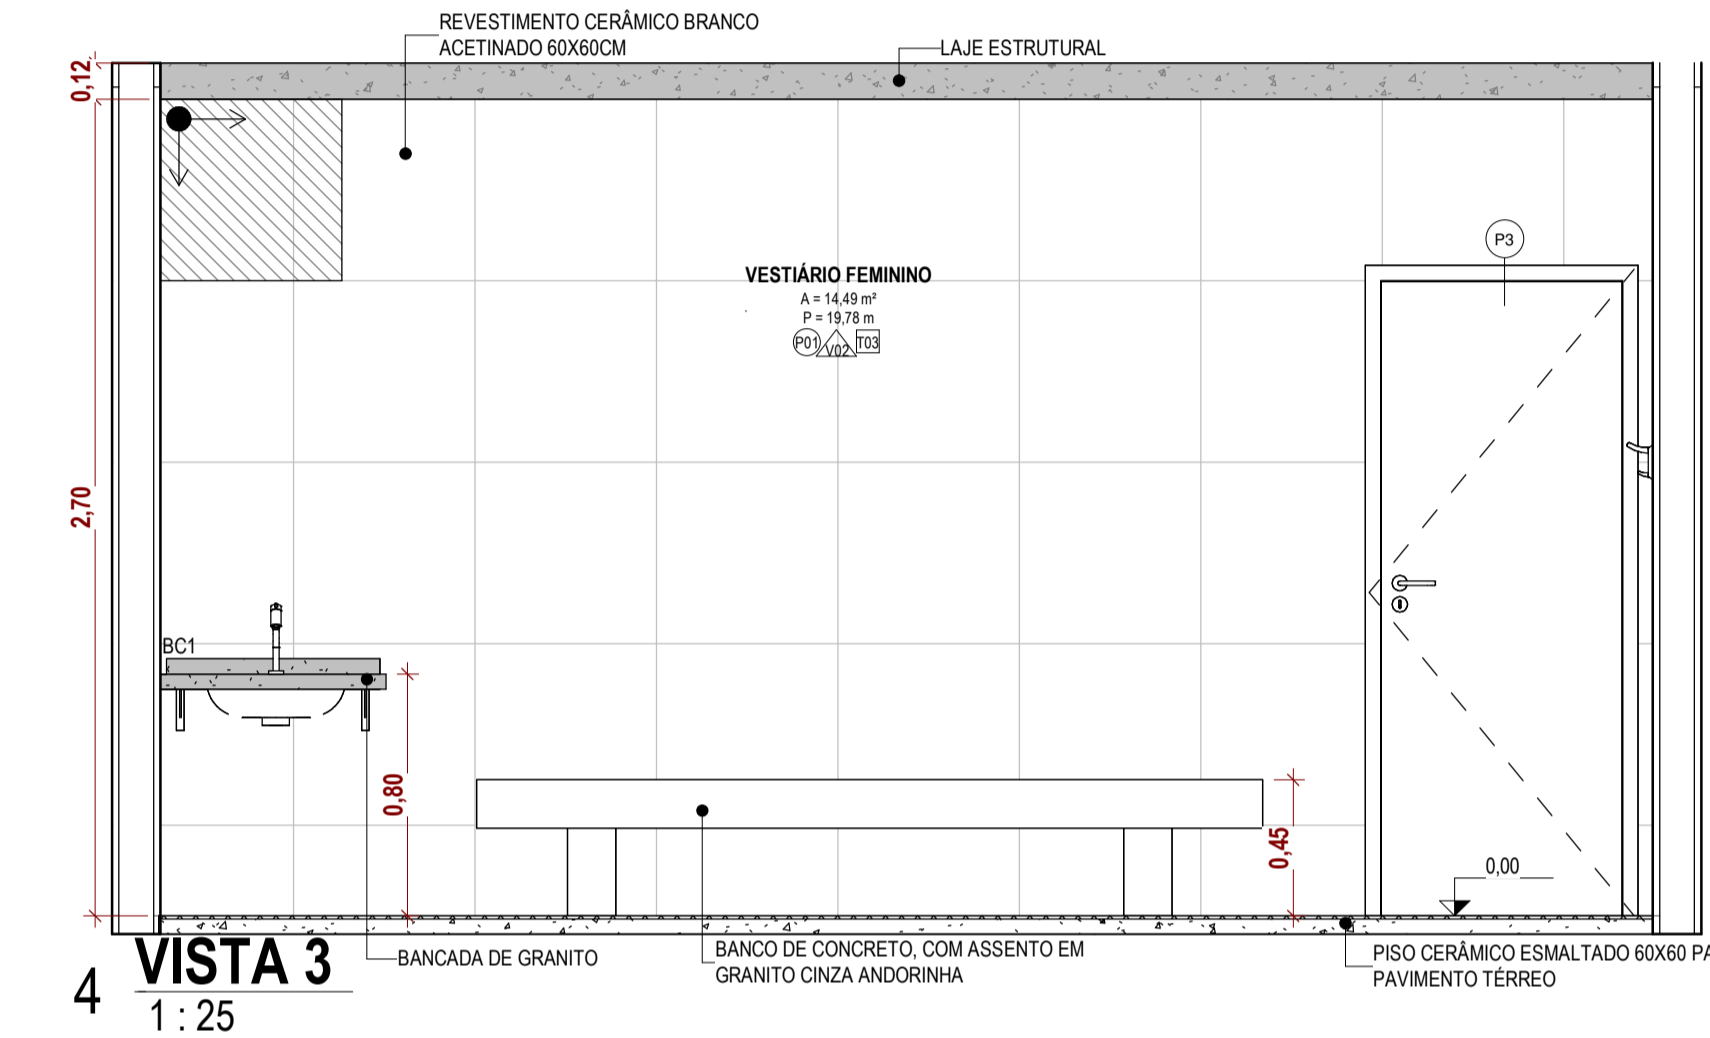 REVESTIMENTO CERÂMICO BRANCO
ACETINADO 60X60CM
LAJE ESTRUTURAL
0,12
P3
VESTIÁRIO FEMININO
A = 14,49 m²
P = 19,78 m
P01 V02 T03
2,70
BC1
0,80
0,45
0,00
BANCADA DE GRANITO
BANCO DE CONCRETO, COM ASSENTO EM
GRANITO CINZA ANDORINHA
PISO CERÂMICO ESMALTADO 60X60 PA
PAVIMENTO TÉRREO
4 VISTA 3
1 : 25